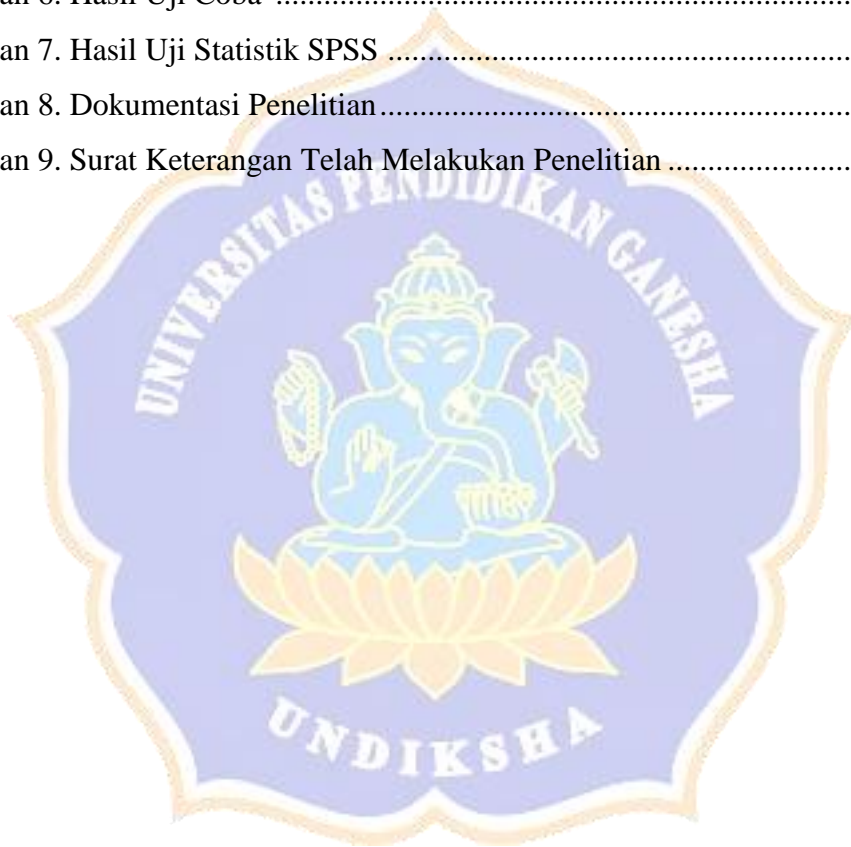 an 6. Hasil Uji Coba ........................................................................
an 7. Hasil Uji Statistik SPSS .........................................................
an 8. Dokumentasi Penelitian ..........................................................
an 9. Surat Keterangan Telah Melakukan Penelitian ......................
UNIVERSITAS PENDIDIKAN GANESHA
UNDIKSHA